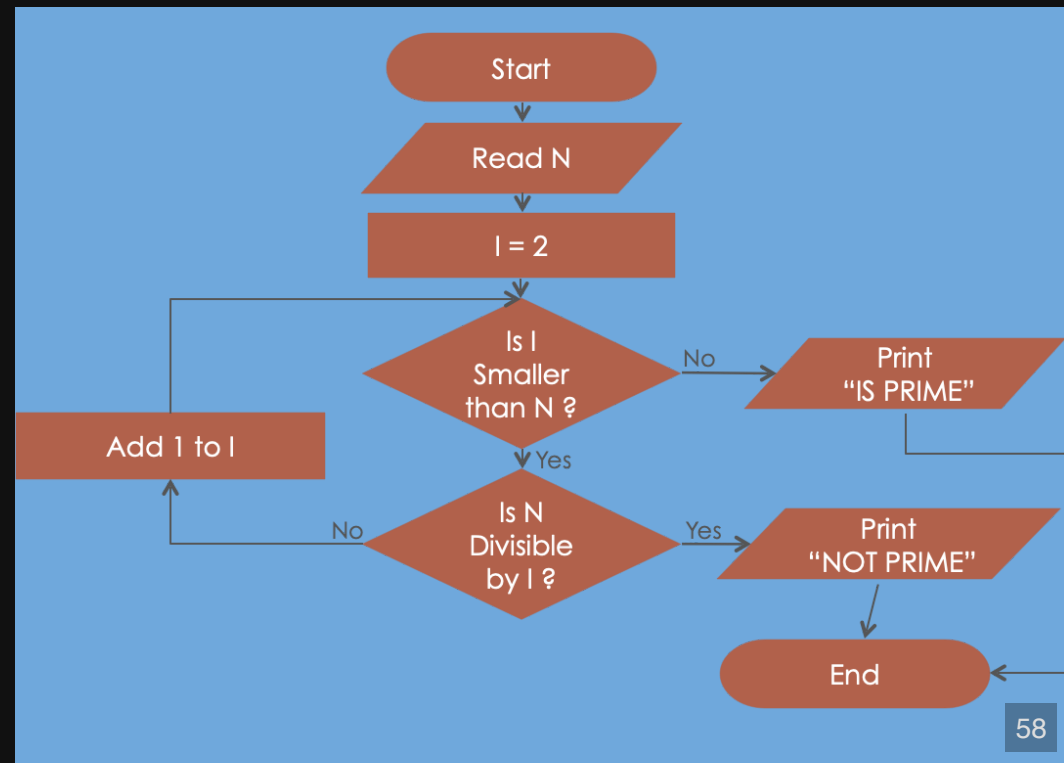 Start
Read N
I = 2
Is I
Smaller
than N ?
No
Print
“IS PRIME”
Add 1 to I
Yes
Is N
Divisible
by I ?
No
Yes
Print
“NOT PRIME”
End
58